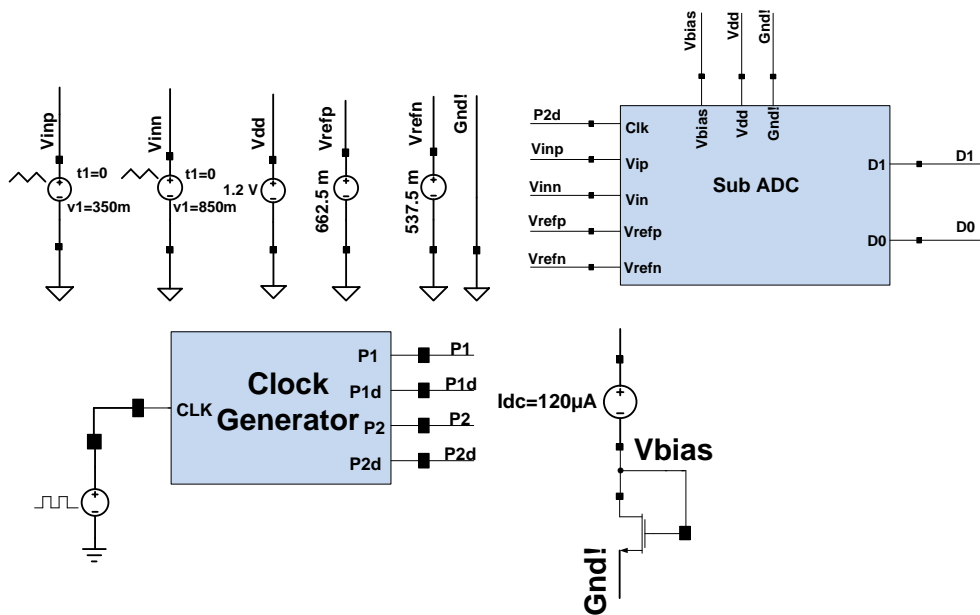 Vinp
t1=0
v1=350m
Vinn
t1=0
v1=850m
Vdd
1.2 V
Vrefp
662.5 m
Vrefn
537.5 m
Gnd!
Vbias
Vdd
Gnd!
Vbias
Vdd
Gnd!
P2d
Clk
Vinp
Vip
Vinn
Vin
Vrefp
Vrefp
Vrefn
Vrefn
Sub ADC
D1
D1
D0
D0
CLK
Clock
Generator
P1
P1
P1d
P1d
P2
P2
P2d
P2d
Idc=120µA
Vbias
Gnd!